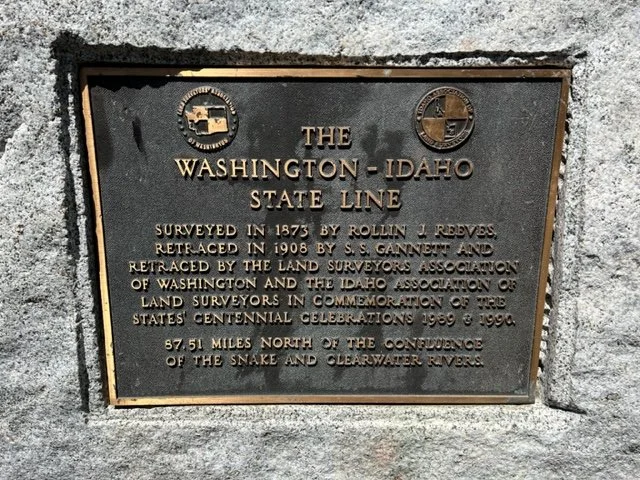 THE
WASHINGTON - IDAHO
STATE LINE
SURVEYED IN 1873 BY ROLLIN J. REEVES,
RETRACED IN 1908 BY S. S. GANNETT AND
RETRACED BY THE LAND SURVEYORS ASSOCIATION
OF WASHINGTON AND THE IDAHO ASSOCIATION OF
LAND SURVEYORS IN COMMEMORATION OF THE
STATES' CENTENNIAL CELEBRATIONS 1989 & 1990.
87.51 MILES NORTH OF THE CONFLUENCE
OF THE SNAKE AND CLEARWATER RIVERS.